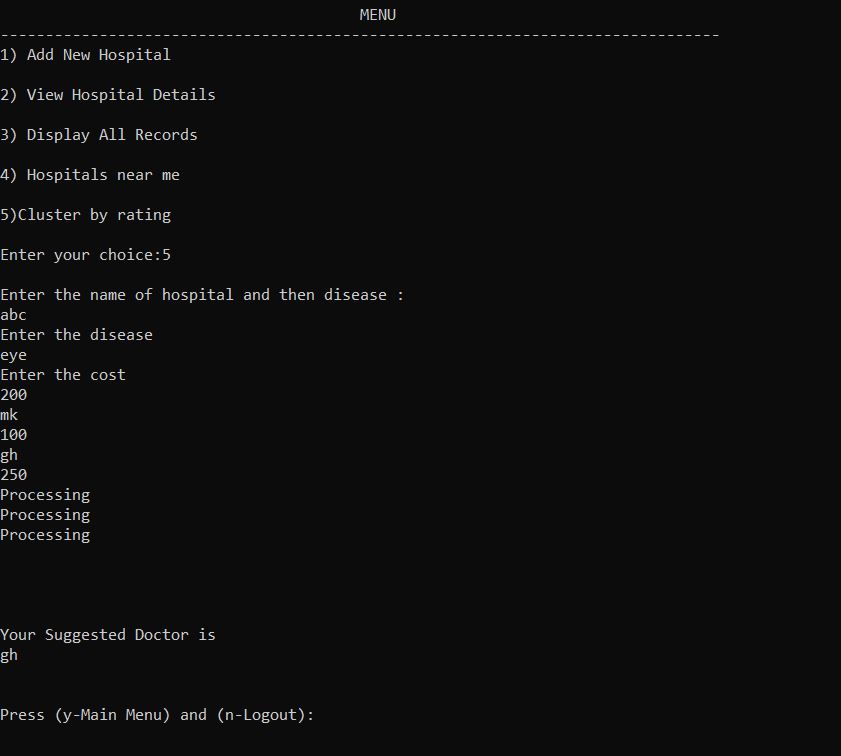 MENU
--------------------------------------------------------------------------------
1) Add New Hospital
2) View Hospital Details
3) Display All Records
4) Hospitals near me
5)Cluster by rating
Enter your choice:5
Enter the name of hospital and then disease :
abc
Enter the disease
eye
Enter the cost
200
mk
100
gh
250
Processing
Processing
Processing
Your Suggested Doctor is
gh
Press (y-Main Menu) and (n-Logout):